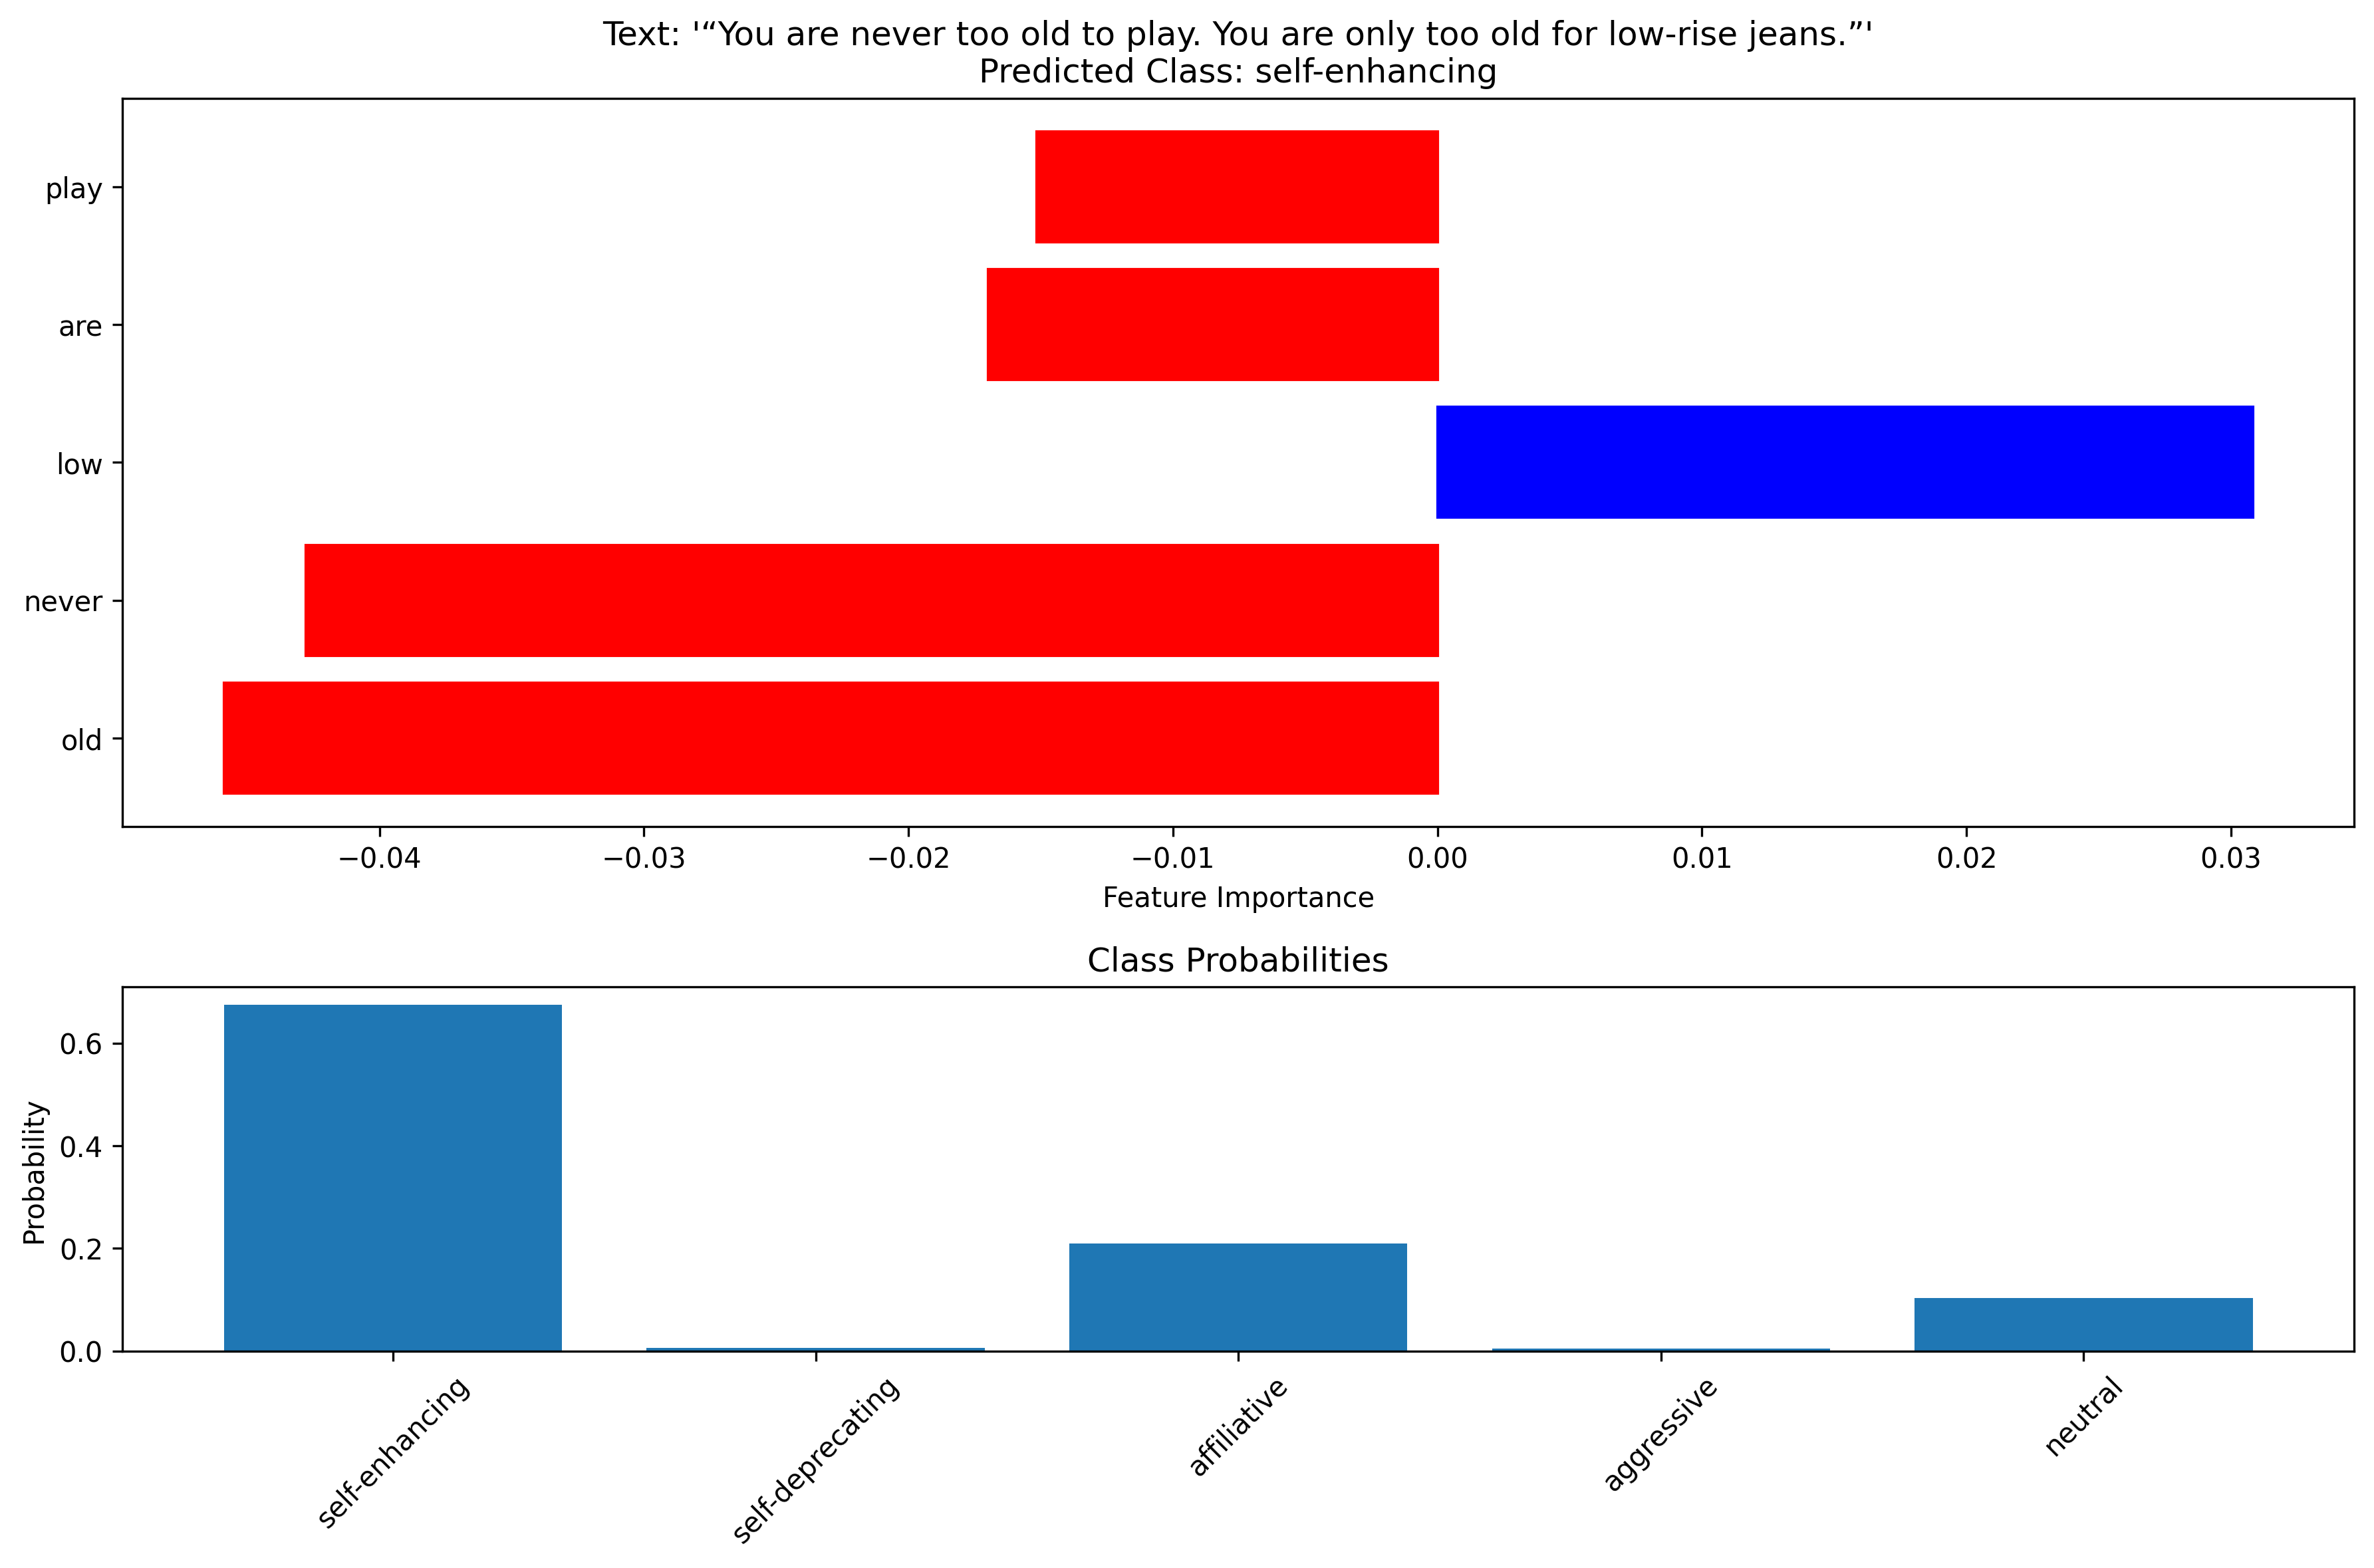 Text: '“You are never too old to play. You are only too old for low-rise jeans.”'
Predicted Class: self-enhancing
play
are
low
never
old
−0.04 −0.03 −0.02 −0.01 0.00 0.01 0.02 0.03
Feature Importance
Class Probabilities
0.6
0.4
0.2
0.0
Probability
self-enhancing self-deprecating affiliative aggressive neutral